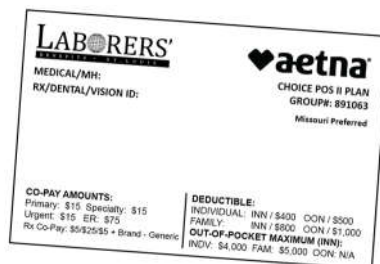 LABORERS'
BENEFITS • ST LOUIS
aetna®
MEDICAL/MH:
RX/DENTAL/VISION ID:
CHOICE POS II PLAN
GROUP#: 891063
Missouri Preferred
CO-PAY AMOUNTS:
Primary: $15 Specialty: $15
Urgent: $15 ER: $75
Rx Co-Pay: $5/$25/$5 + Brand - Generic
DEDUCTIBLE:
INDIVIDUAL: INN / $400 OON / $500
FAMILY: INN / $800 OON / $1,000
OUT-OF-POCKET MAXIMUM (INN):
INDV: $4,000 FAM: $5,000 OON: N/A